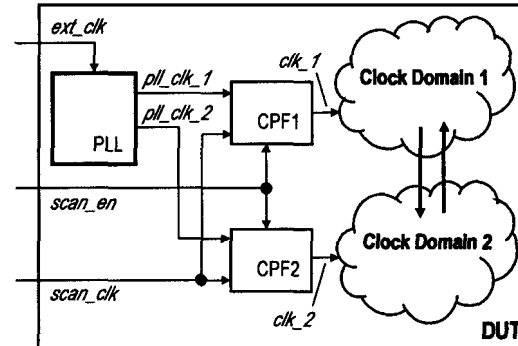 ext_clk
pll_clk_1
pll_clk_2
PLL
CPF1
clk_1
Clock Domain 1
scan_en
CPF2
clk_2
Clock Domain 2
scan_clk
DUT